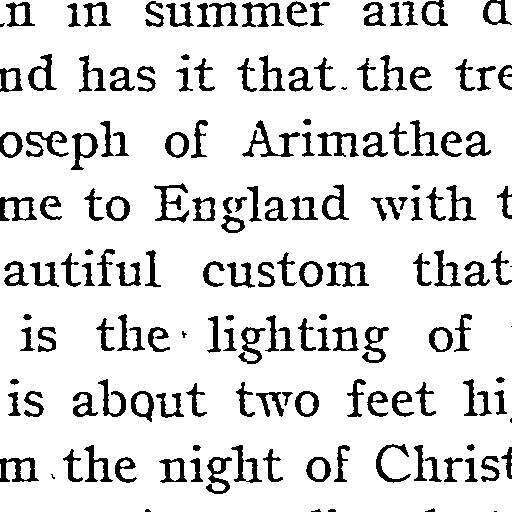 in summer and d
nd has it that the tre
oseph of Arimathea
me to England with t
autiful custom that
is the lighting of
is about two feet hi
m the night of Christ